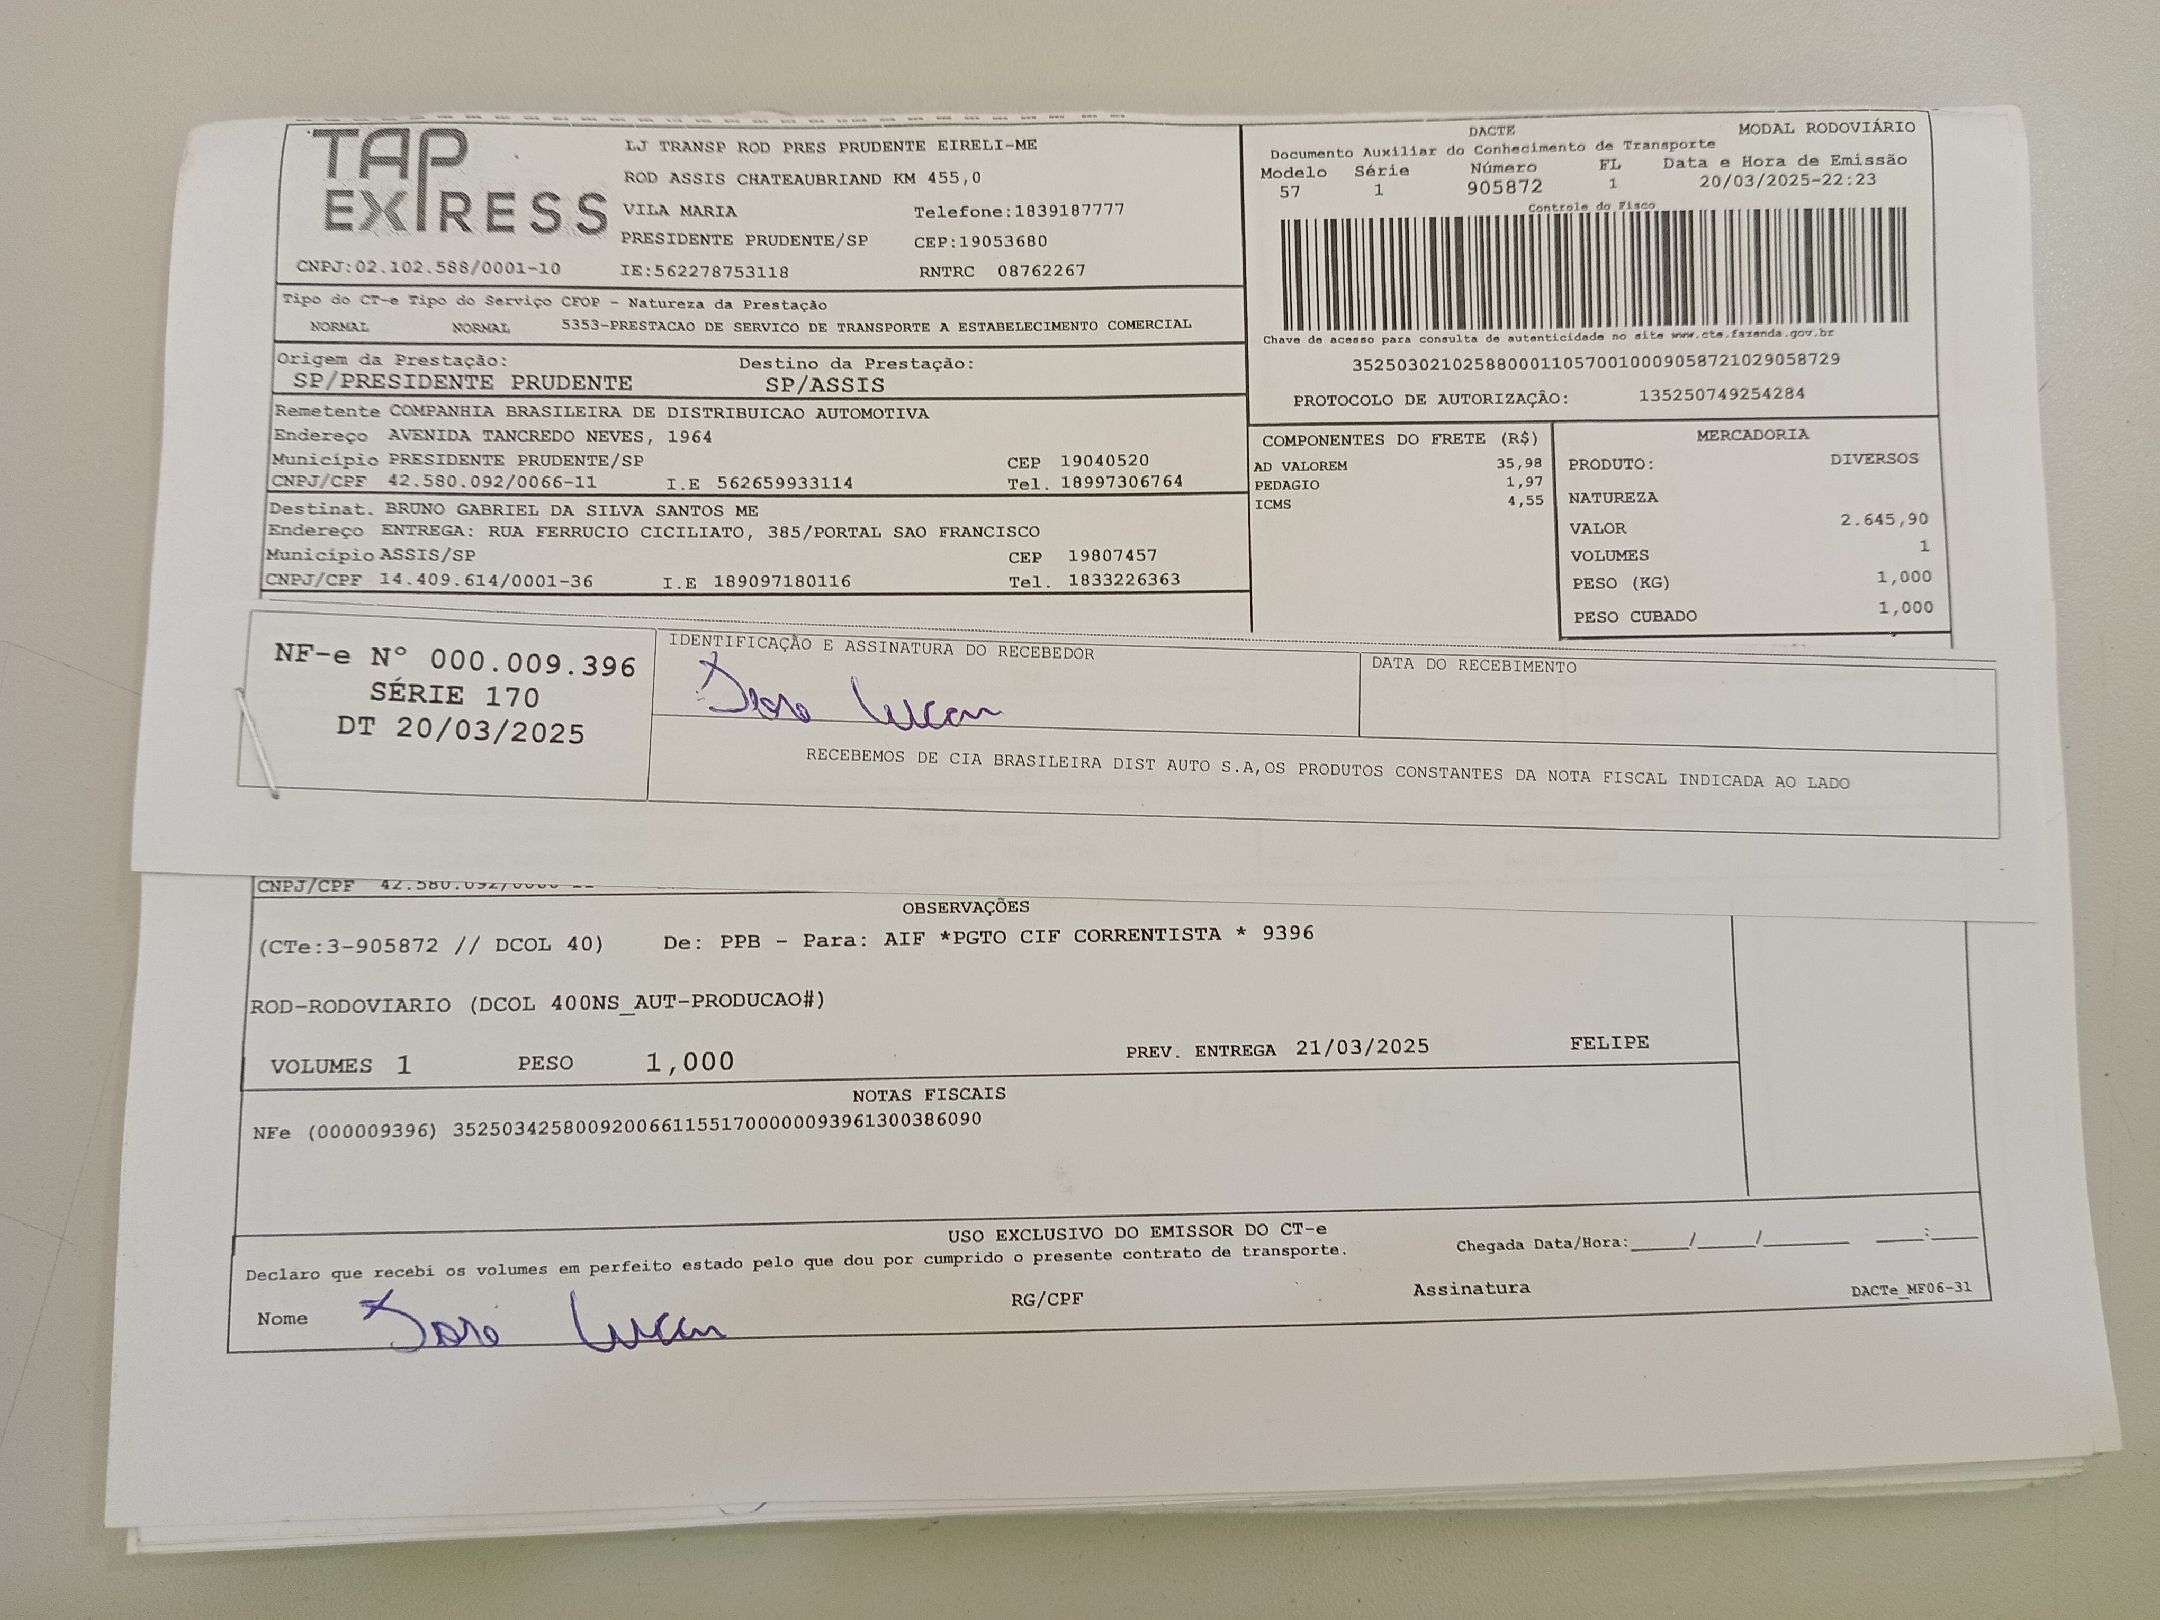 TAP EXPRESS
LJ TRANSP ROD PRES PRUDENTE EIRELI-ME
ROD ASSIS CHATEAUBRIAND KM 455,0
VILA MARIA Telefone:1839187777
PRESIDENTE PRUDENTE/SP CEP:19053680
CNPJ:02.102.588/0001-10 IE:562278753118 RNTRC 08762267
DACTE MODAL RODOVIÁRIO
Documento Auxiliar do Conhecimento de Transporte
Modelo Série Número FL Data e Hora de Emissão
57 1 905872 1 20/03/2025-22:23
Controle do Fisco
Chave de acesso para consulta de autenticidade no site www.cte.fazenda.gov.br
35250302102588000110570010009058721029058729
PROTOCOLO DE AUTORIZAÇÃO: 135250749254284
Tipo do CT-e Tipo do Serviço CFOP - Natureza da Prestação
NORMAL NORMAL 5353-PRESTACAO DE SERVICO DE TRANSPORTE A ESTABELECIMENTO COMERCIAL
Origem da Prestação: Destino da Prestação:
SP/PRESIDENTE PRUDENTE SP/ASSIS
Remetente COMPANHIA BRASILEIRA DE DISTRIBUICAO AUTOMOTIVA
Endereço AVENIDA TANCREDO NEVES, 1964
Município PRESIDENTE PRUDENTE/SP CEP 19040520
CNPJ/CPF 42.580.092/0066-11 I.E 562659933114 Tel. 18997306764
Destinat. BRUNO GABRIEL DA SILVA SANTOS ME
Endereço ENTREGA: RUA FERRUCIO CICILIATO, 385/PORTAL SAO FRANCISCO
Município ASSIS/SP CEP 19807457
CNPJ/CPF 14.409.614/0001-36 I.E 189097180116 Tel. 1833226363
COMPONENTES DO FRETE (R$)
AD VALOREM 35,98
PEDAGIO 1,97
ICMS 4,55
MERCADORIA
PRODUTO: DIVERSOS
NATUREZA
VALOR 2.645,90
VOLUMES 1
PESO (KG) 1,000
PESO CUBADO 1,000
NF-e Nº 000.009.396
SÉRIE 170
DT 20/03/2025
IDENTIFICAÇÃO E ASSINATURA DO RECEBEDOR
DATA DO RECEBIMENTO
RECEBEMOS DE CIA BRASILEIRA DIST AUTO S.A,OS PRODUTOS CONSTANTES DA NOTA FISCAL INDICADA AO LADO
CNPJ/CPF 42.580.092/
OBSERVAÇÕES
(CTe:3-905872 // DCOL 40) De: PPB - Para: AIF *PGTO CIF CORRENTISTA * 9396
ROD-RODOVIARIO (DCOL 400NS_AUT-PRODUCAO#)
VOLUMES 1 PESO 1,000 PREV. ENTREGA 21/03/2025 FELIPE
NOTAS FISCAIS
NFe (000009396) 35250342580092006611551700000093961300386090
USO EXCLUSIVO DO EMISSOR DO CT-e
Declaro que recebi os volumes em perfeito estado pelo que dou por cumprido o presente contrato de transporte. Chegada Data/Hora:____/____/______ ___:___
Nome RG/CPF Assinatura DACTe_MF06-31